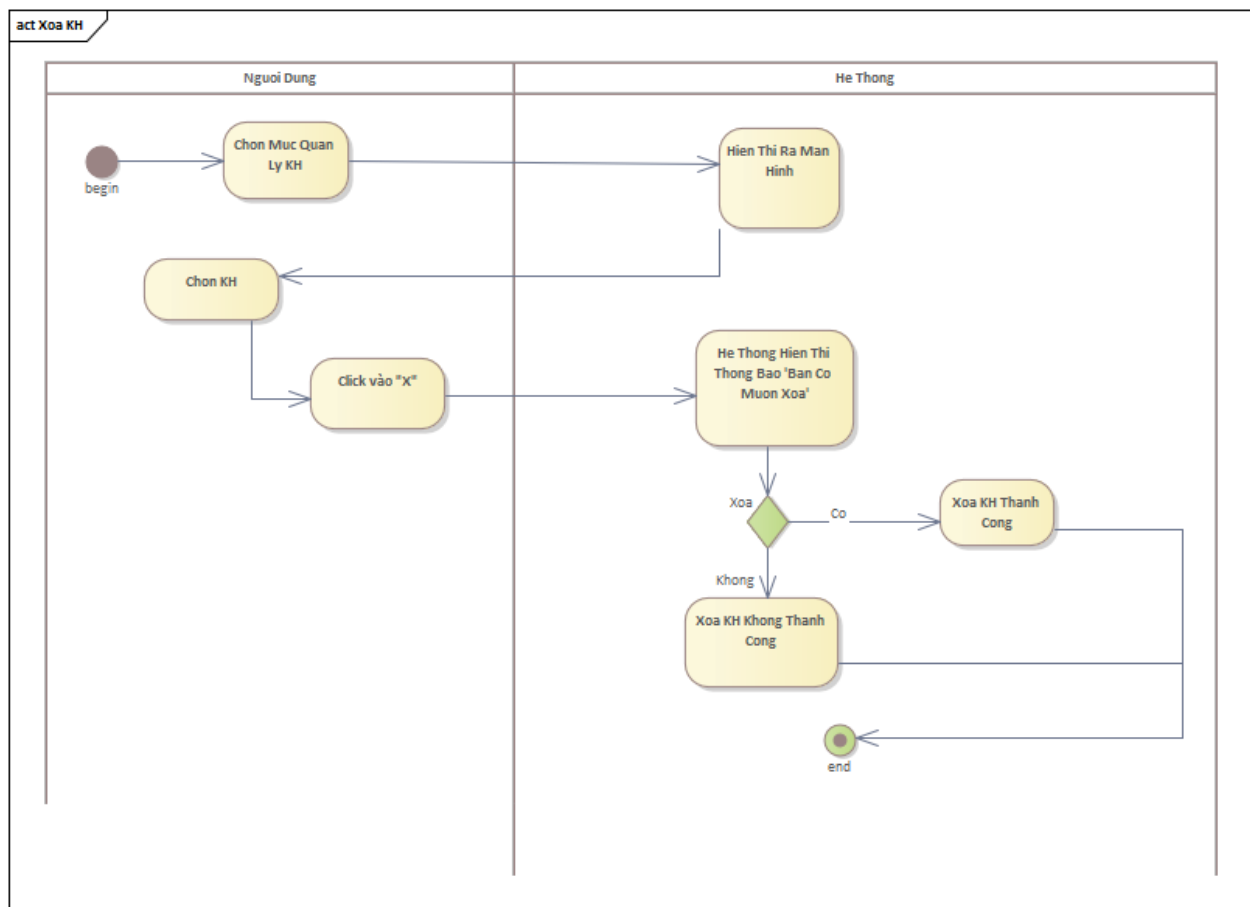 act Xoa KH
Nguoi Dung
He Thong
Chon Muc Quan
Ly KH
Hien Thi Ra Man
Hinh
begin
Chon KH
Click vào "X"
He Thong Hien Thi
Thong Bao 'Ban Co
Muon Xoa'
Xoa
Co
Xoa KH Thanh
Cong
Khong
Xoa KH Khong Thanh
Cong
end